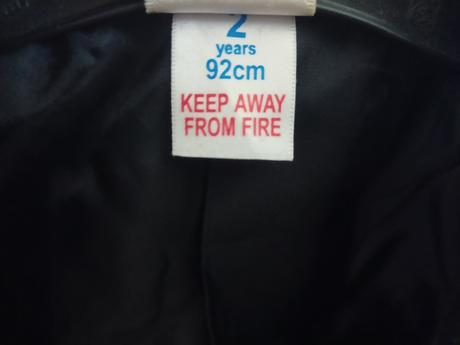 2
years
92cm
KEEP AWAY
FROM FIRE